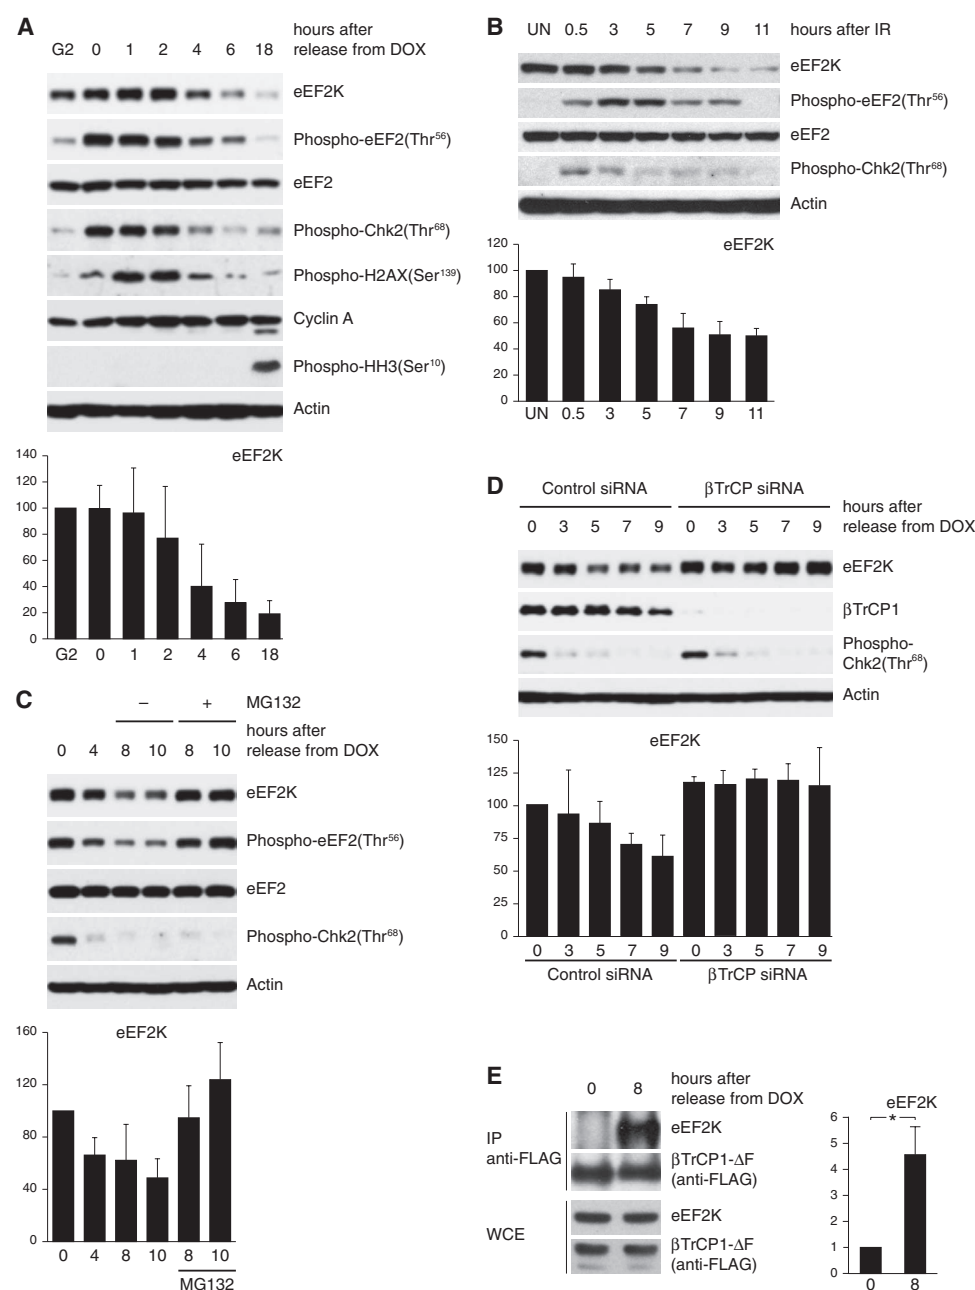 A
hours after
G2 0 1 2 4 6 18 release from DOX
eEF2K
Phospho-eEF2(Thr56)
eEF2
Phospho-Chk2(Thr68)
Phospho-H2AX(Ser139)
Cyclin A
Phospho-HH3(Ser10)
Actin
eEF2K
140
120
100
80
60
40
20
0
G2 0 1 2 4 6 18
B
UN 0.5 3 5 7 9 11 hours after IR
eEF2K
Phospho-eEF2(Thr56)
eEF2
Phospho-Chk2(Thr68)
Actin
eEF2K
120
100
80
60
40
20
0
UN 0.5 3 5 7 9 11
C
– + MG132
hours after
0 4 8 10 8 10 release from DOX
eEF2K
Phospho-eEF2(Thr56)
eEF2
Phospho-Chk2(Thr68)
Actin
eEF2K
160
120
80
40
0
0 4 8 10 8 10
MG132
D
Control siRNA βTrCP siRNA
hours after
0 3 5 7 9 0 3 5 7 9 release from DOX
eEF2K
βTrCP1
Phospho-
Chk2(Thr68)
Actin
eEF2K
150
125
100
75
50
25
0
0 3 5 7 9 0 3 5 7 9
Control siRNA βTrCP siRNA
E
hours after
0 8 release from DOX
IP
anti-FLAG
eEF2K
βTrCP1-ΔF
(anti-FLAG)
WCE
eEF2K
βTrCP1-ΔF
(anti-FLAG)
eEF2K
*
6
5
4
3
2
1
0
0 8